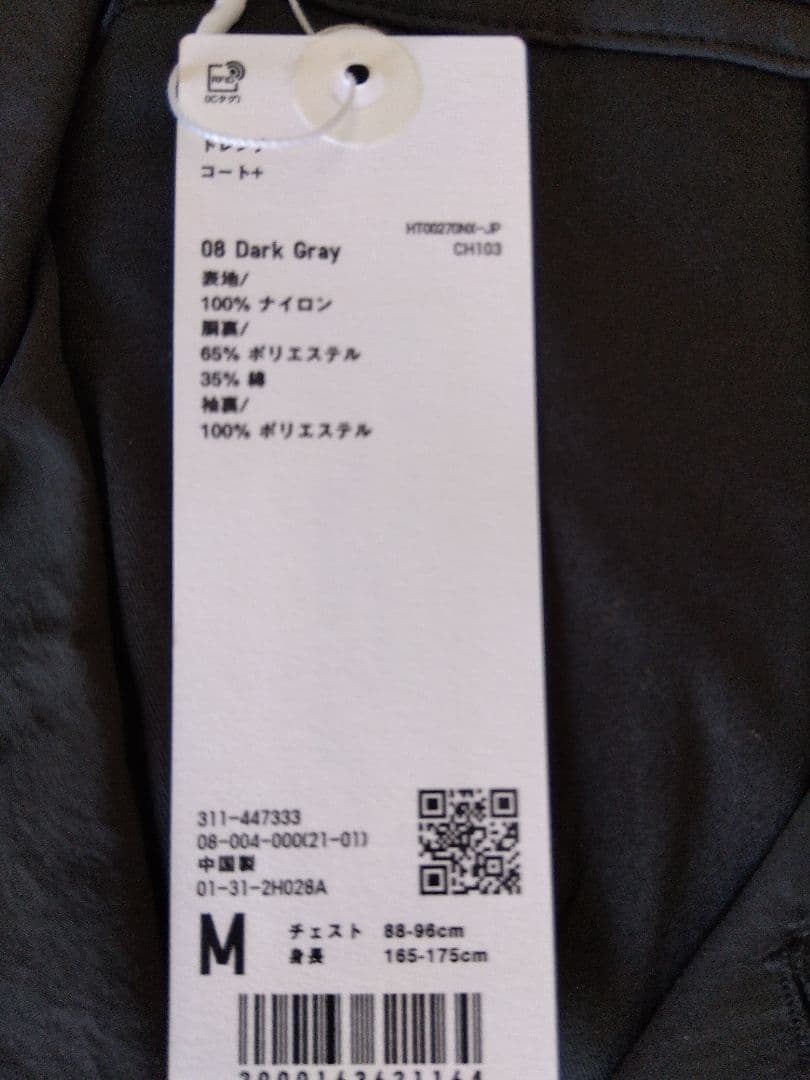 RFID
(ICタグ)
トレンチ
コート+
HT00270NX-JP
08 Dark Gray
CH103
表地/
100% ナイロン
胴裏/
65% ポリエステル
35% 綿
袖裏/
100% ポリエステル
311-447333
08-004-000(21-01)
中国製
01-31-2H028A
M
チェスト 88-96cm
身長 165-175cm